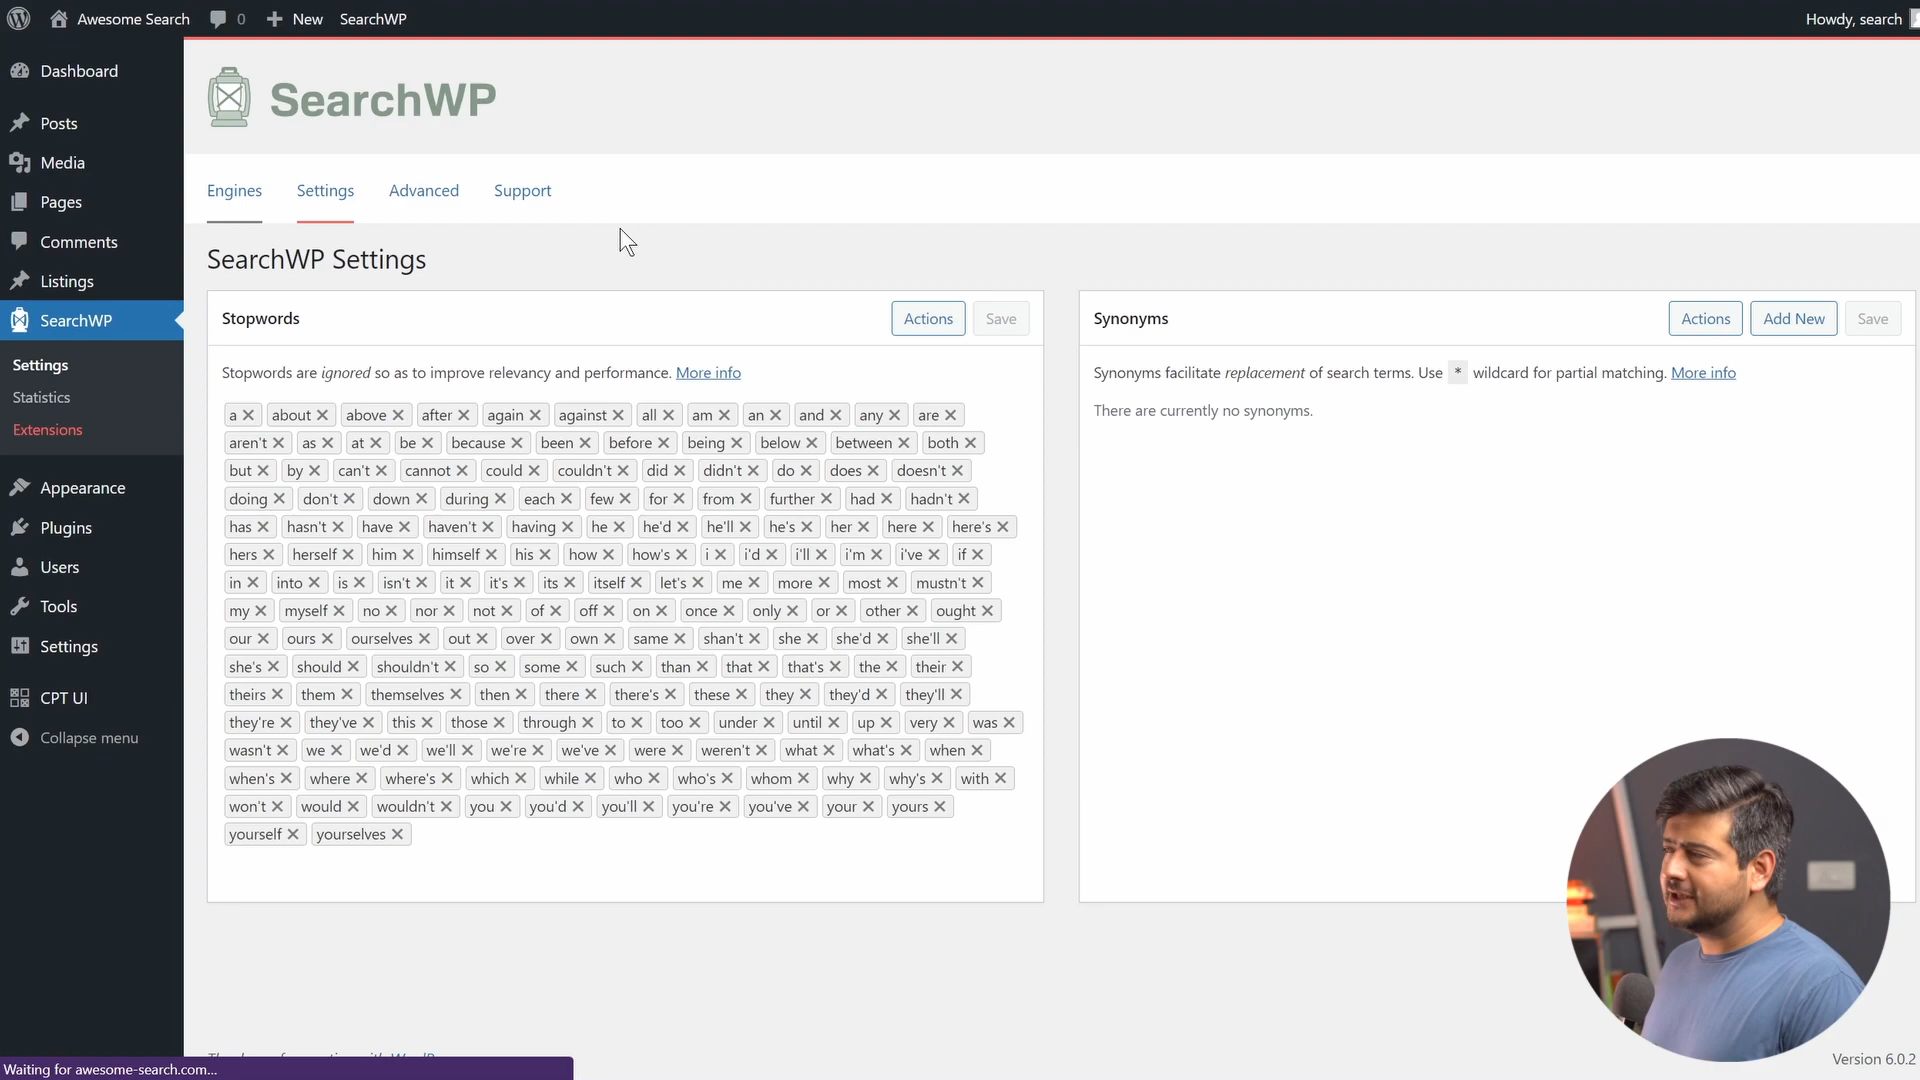 Awesome Search 0 New SearchWP Howdy, search
Dashboard
Posts
Media
Pages
Comments
Listings
SearchWP
Settings
Statistics
Extensions
Appearance
Plugins
Users
Tools
Settings
CPT UI
Collapse menu
SearchWP
Engines Settings Advanced Support
SearchWP Settings
Stopwords Actions Save
Stopwords are ignored so as to improve relevancy and performance. More info
a about above after again against all am an and any are
aren't as at be because been before being below between both
but by can't cannot could couldn't did didn't do does doesn't
doing don't down during each few for from further had hadn't
has hasn't have haven't having he he'd he'll he's her here here's
hers herself him himself his how how's i i'd i'll i'm i've if
in into is isn't it it's its itself let's me more most mustn't
my myself no nor not of off on once only or other ought
our ours ourselves out over own same shan't she she'd she'll
she's should shouldn't so some such than that that's the their
theirs them themselves then there there's these they they'd they'll
they're they've this those through to too under until up very was
wasn't we we'd we'll we're we've were weren't what what's when
when's where where's which while who who's whom why why's with
won't would wouldn't you you'd you'll you're you've your yours
yourself yourselves
Synonyms Actions Add New Save
Synonyms facilitate replacement of search terms. Use * wildcard for partial matching. More info
There are currently no synonyms.
Version 6.0.2
Waiting for awesome-search.com...